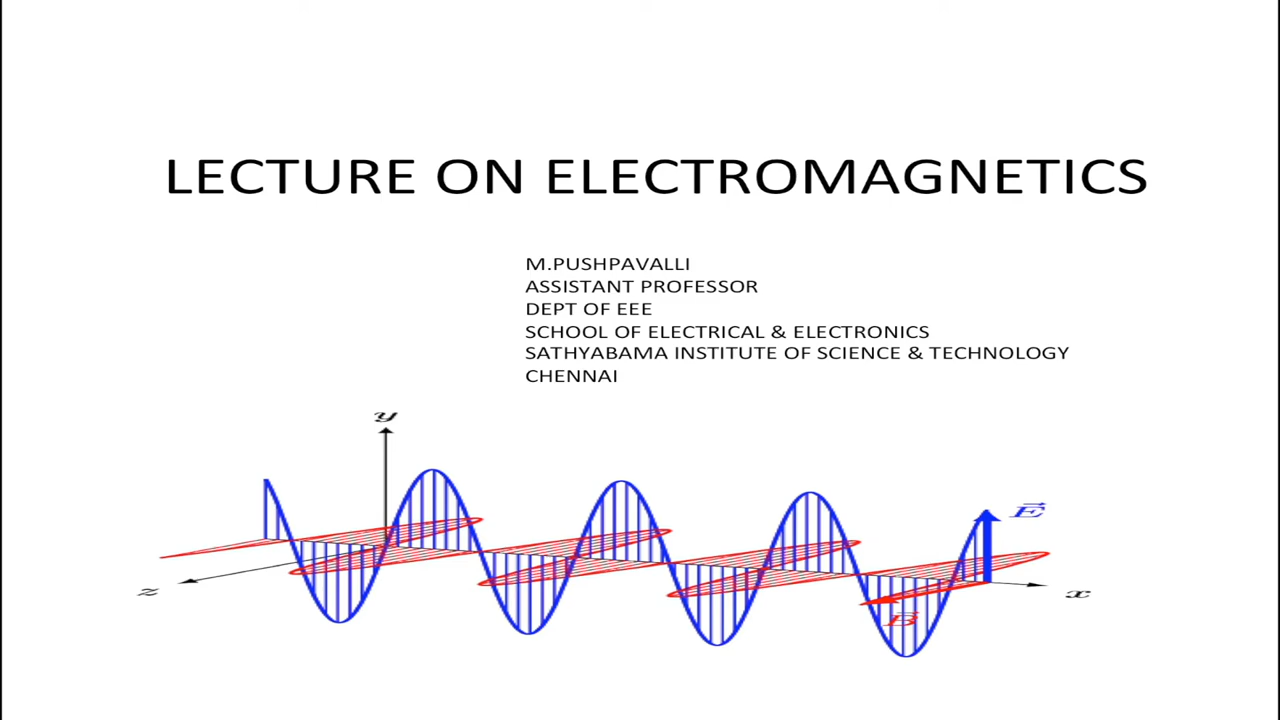 LECTURE ON ELECTROMAGNETICS
M.PUSHPAVALLI
ASSISTANT PROFESSOR
DEPT OF EEE
SCHOOL OF ELECTRICAL & ELECTRONICS
SATHYABAMA INSTITUTE OF SCIENCE & TECHNOLOGY
CHENNAI
y
E
z
x
B